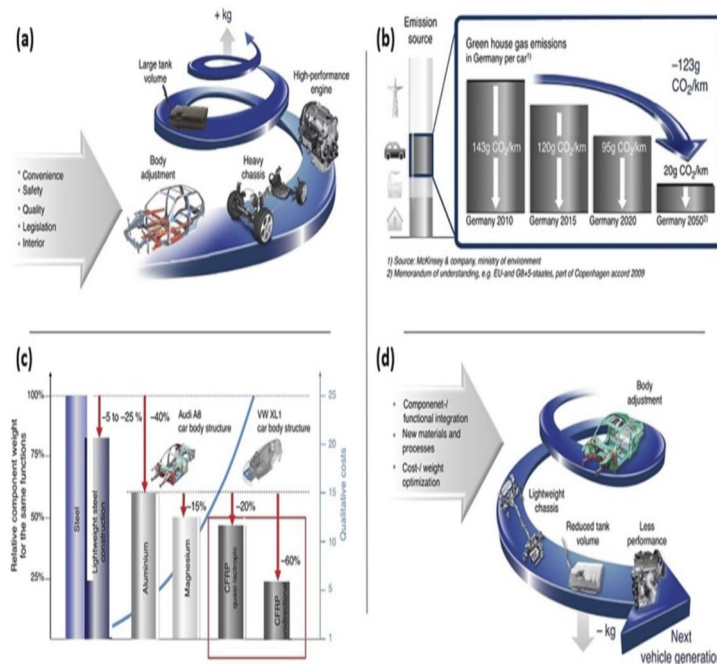 (a)
+ kg
Large tank
volume
High-performance
engine
Body
adjustment
Heavy
chassis
• Convenience
• Safety
• Quality
• Legislation
• Interior
(b)
Emission
source
Green house gas emissions
in Germany per car1)
–123g
CO2/km
143g CO2/km
120g CO2/km
95g CO2/km
20g CO2/km
Germany 2010
Germany 2015
Germany 2020
Germany 20502)
1) Source: McKinsey & company, ministry of environment
2) Memorandum of understanding, e.g. EU-and G8+5-staates, part of Copenhagen accord 2009
(c)
Relative component weight
for the same functions
100%
75%
50%
25%
–5 to –25 %
–40%
Audi A8
car body structure
VW XL1
car body structure
–15%
–20%
–60%
Steel
Lightweight steel
construction
Aluminium
Magnesium
CFRP
quasi-isotropic
CFRP
unidirectional
25
20
15
10
5
1
Qualitative costs
(d)
• Componenet-/
functional integration
• New materials and
processes
• Cost-/ weight
optimization
Body
adjustment
Lightweight
chassis
Reduced tank
volume
Less
performance
– kg
Next
vehicle generation